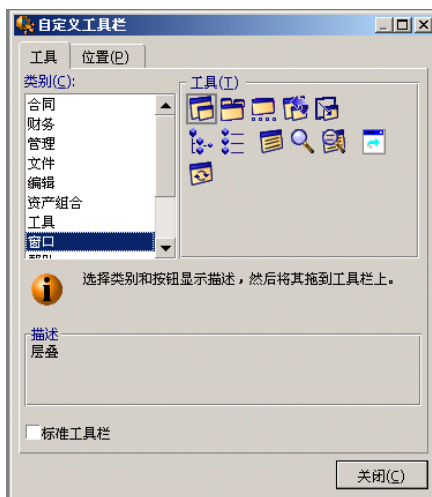 自定义工具栏
工具 位置(P)
类别(C): 工具(T)
合同
财务
管理
文件
编辑
资产组合
工具
窗口
选择类别和按钮显示描述，然后将其拖到工具栏上。
描述
层叠
标准工具栏
关闭(C)